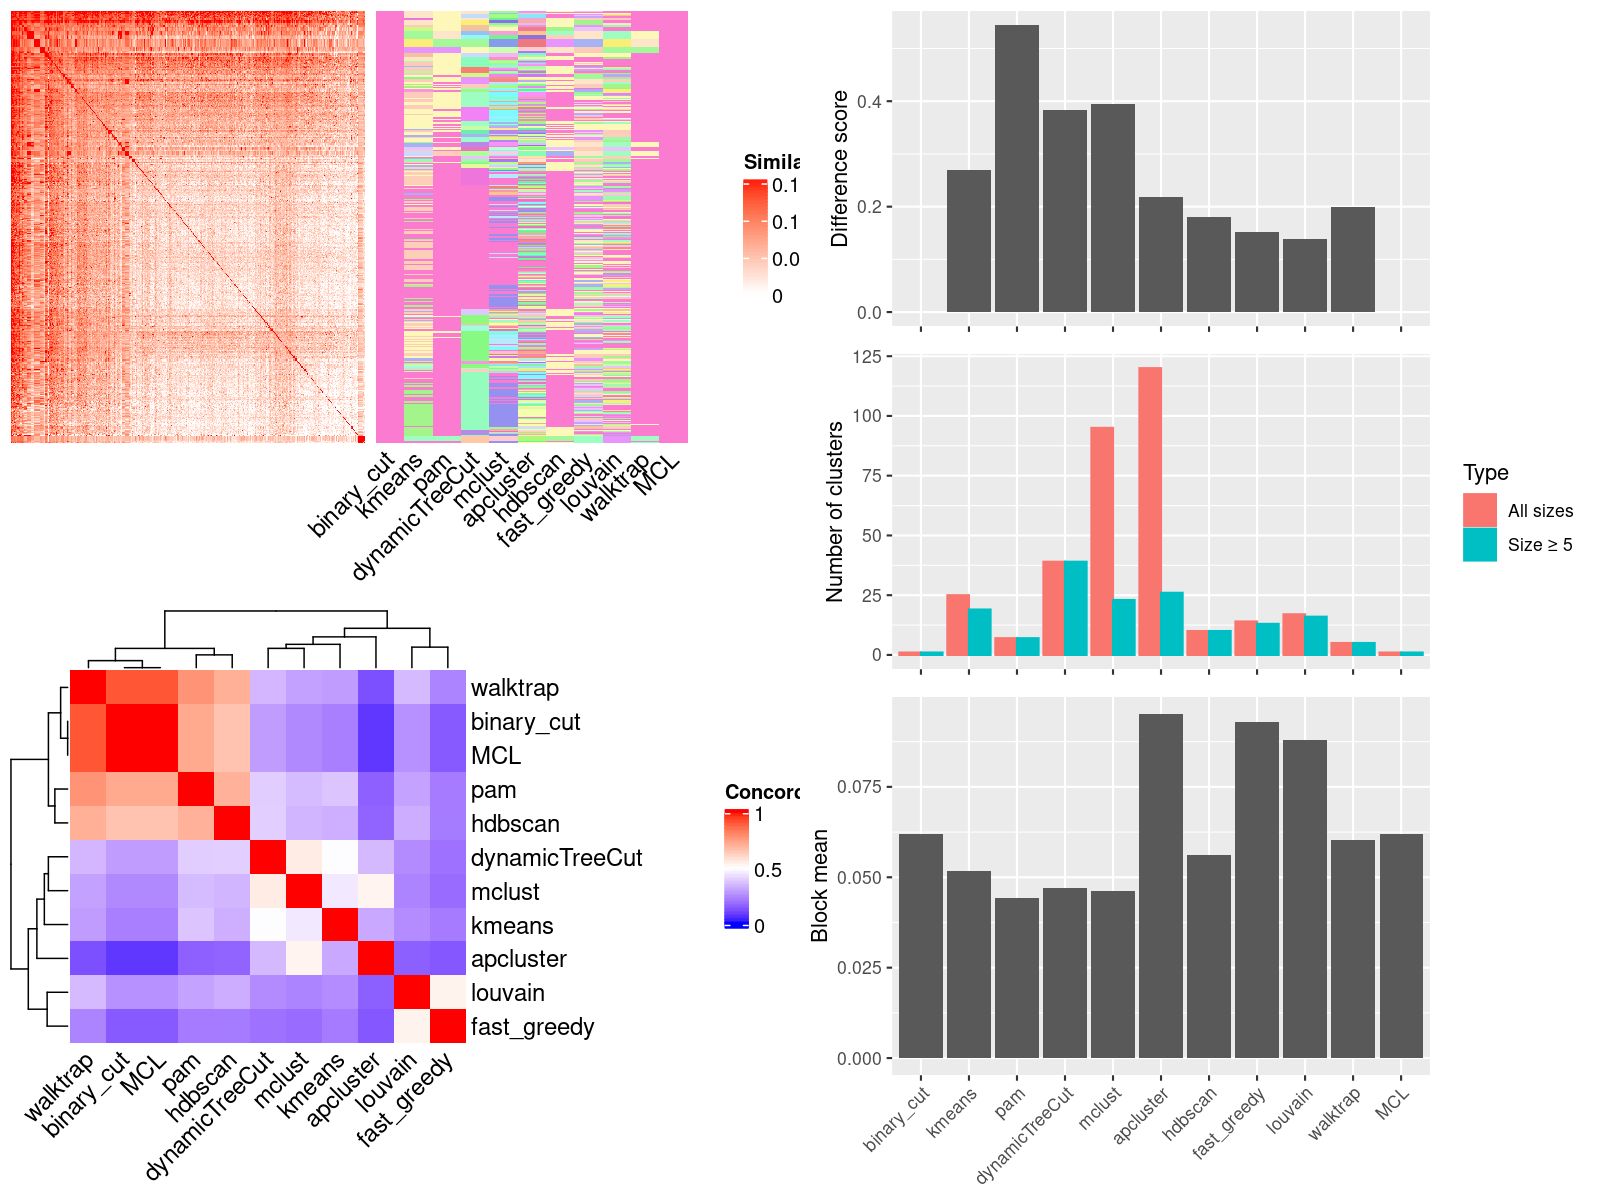 Simila
0.1
0.1
0.0
0
binary_cut
kmeans
pam
dynamicTreeCut
mclust
apcluster
hdbscan
fast_greedy
louvain
walktrap
MCL
walktrap
binary_cut
MCL
pam
hdbscan
dynamicTreeCut
mclust
kmeans
apcluster
louvain
fast_greedy
walktrap
binary_cut
MCL
pam
hdbscan
dynamicTreeCut
mclust
kmeans
apcluster
louvain
fast_greedy
Concord
1
0.5
0
Difference score
0.4
0.2
0.0
Number of clusters
125
100
75
50
25
0
Type
All sizes
Size ≥ 5
Block mean
0.075
0.050
0.025
0.000
binary_cut
kmeans
pam
dynamicTreeCut
mclust
apcluster
hdbscan
fast_greedy
louvain
walktrap
MCL